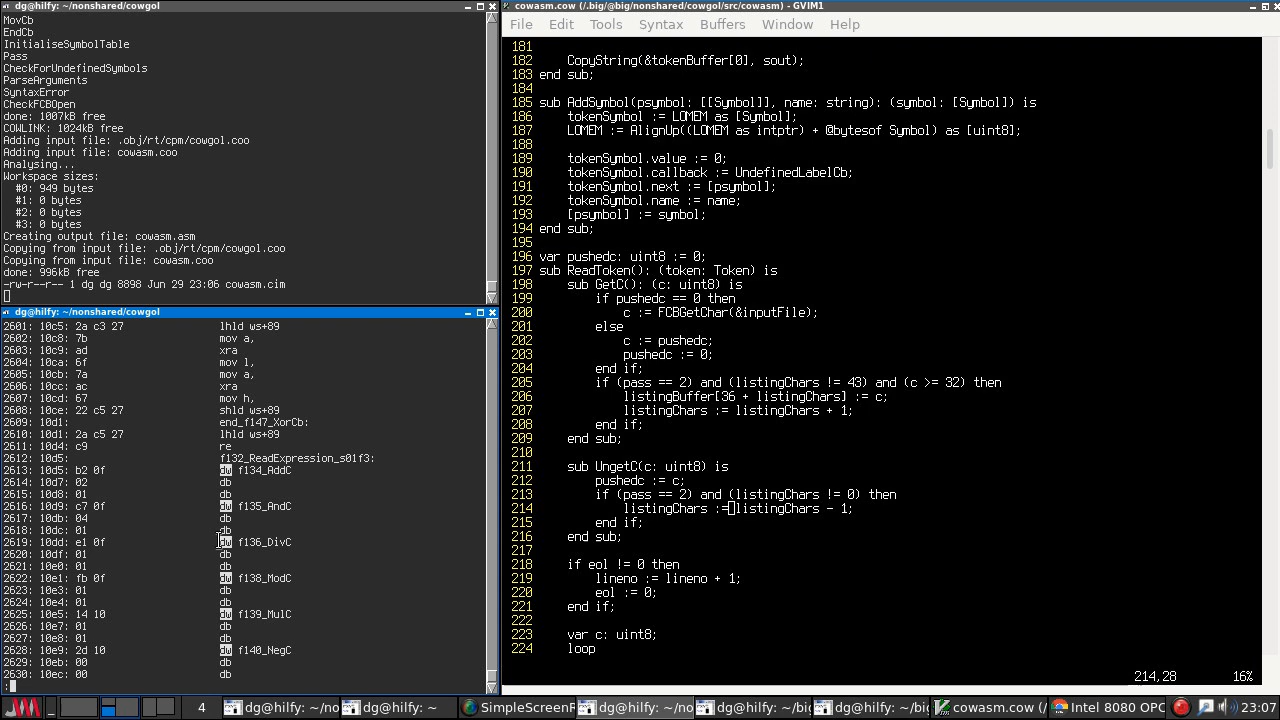 dg@hilfy: ~/nonshared/cowgol
MovCb
EndCb
InitialiseSymbolTable
Pass
CheckForUndefinedSymbols
ParseArguments
SyntaxError
CheckFCBOpen
done: 1007kB free
COWLINK: 1024kB free
Adding input file: .obj/rt/cpm/cowgol.coo
Adding input file: cowasm.coo
Analysing...
Workspace sizes:
  #0: 949 bytes
  #1: 0 bytes
  #2: 0 bytes
  #3: 0 bytes
Creating output file: cowasm.asm
Copying from input file: .obj/rt/cpm/cowgol.coo
Copying from input file: cowasm.coo
done: 996kB free
-rw-r--r-- 1 dg dg 8898 Jun 29 23:06 cowasm.cim
dg@hilfy: ~/nonshared/cowgol
2601: 10c5: 2a c3 27 lhld ws+89
2602: 10c8: 7b mov a,
2603: 10c9: ad xra
2604: 10ca: 6f mov l,
2605: 10cb: 7a mov a,
2606: 10cc: ac xra
2607: 10cd: 67 mov h,
2608: 10ce: 22 c5 27 shld ws+89
2609: 10d1: end_f147_XorCb:
2610: 10d1: 2a c5 27 lhld ws+89
2611: 10d4: c9 re
2612: 10d5: f132_ReadExpression_s01f3:
2613: 10d5: b2 0f dw f134_AddC
2614: 10d7: 02 db
2615: 10d8: 01 db
2616: 10d9: c7 0f dw f135_AndC
2617: 10db: 04 db
2618: 10dc: 01 db
2619: 10dd: e1 0f dw f136_DivC
2620: 10df: 01 db
2621: 10e0: 01 db
2622: 10e1: fb 0f dw f138_ModC
2623: 10e3: 01 db
2624: 10e4: 01 db
2625: 10e5: 14 10 dw f139_MulC
2626: 10e7: 01 db
2627: 10e8: 01 db
2628: 10e9: 2d 10 dw f140_NegC
2629: 10eb: 00 db
2630: 10ec: 00 db
:
cowasm.cow (/.big/@big/nonshared/cowgol/src/cowasm) - GVIM1
File Edit Tools Syntax Buffers Window Help
181
182     CopyString(&tokenBuffer[0], sout);
183 end sub;
184
185 sub AddSymbol(psymbol: [[Symbol]], name: string): (symbol: [Symbol]) is
186     tokenSymbol := LOMEM as [Symbol];
187     LOMEM := AlignUp((LOMEM as intptr) + @bytesof Symbol) as [uint8];
188
189     tokenSymbol.value := 0;
190     tokenSymbol.callback := UndefinedLabelCb;
191     tokenSymbol.next := [psymbol];
192     tokenSymbol.name := name;
193     [psymbol] := symbol;
194 end sub;
195
196 var pushedc: uint8 := 0;
197 sub ReadToken(): (token: Token) is
198     sub GetC(): (c: uint8) is
199         if pushedc == 0 then
200             c := FCBGetChar(&inputFile);
201         else
202             c := pushedc;
203             pushedc := 0;
204         end if;
205         if (pass == 2) and (listingChars != 43) and (c >= 32) then
206             listingBuffer[36 + listingChars] := c;
207             listingChars := listingChars + 1;
208         end if;
209     end sub;
210
211     sub UngetC(c: uint8) is
212         pushedc := c;
213         if (pass == 2) and (listingChars != 0) then
214             listingChars := listingChars - 1;
215         end if;
216     end sub;
217
218     if eol != 0 then
219         lineno := lineno + 1;
220         eol := 0;
221     end if;
222
223     var c: uint8;
224     loop
214,28 16%
4 dg@hilfy: ~/no dg@hilfy: ~ SimpleScreenR dg@hilfy: ~/no dg@hilfy: ~/big dg@hilfy: ~/big cowasm.cow (/ Intel 8080 OPC 23:07